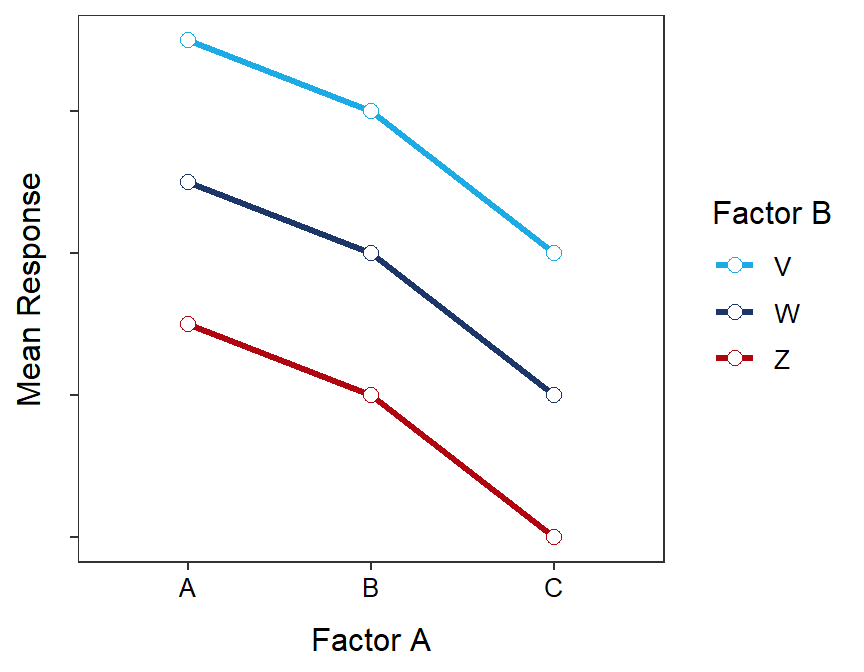 Mean Response
A B C
Factor A
Factor B
V
W
Z